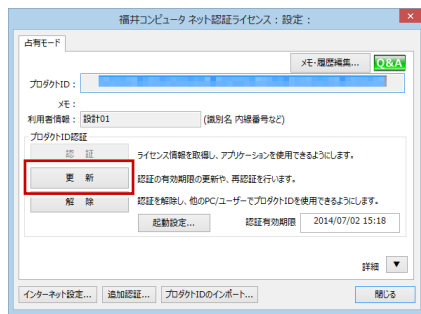 福井コンピュータ ネット認証ライセンス：設定：
占有モード
メモ・履歴編集...
Q&A
プロダクトID：
メモ：
利用者情報：設計01 (識別名 内線番号など)
プロダクトID認証
認 証 ライセンス情報を取得し、アプリケーションを使用できるようにします。
更 新 認証の有効期限の更新や、再認証を行います。
解 除 認証を解除し、他のPC/ユーザーでプロダクトIDを使用できるようにします。
起動設定... 認証有効期限 2014/07/02 15:18
詳細 ▼
インターネット設定... 追加認証... プロダクトIDのインポート... 閉じる